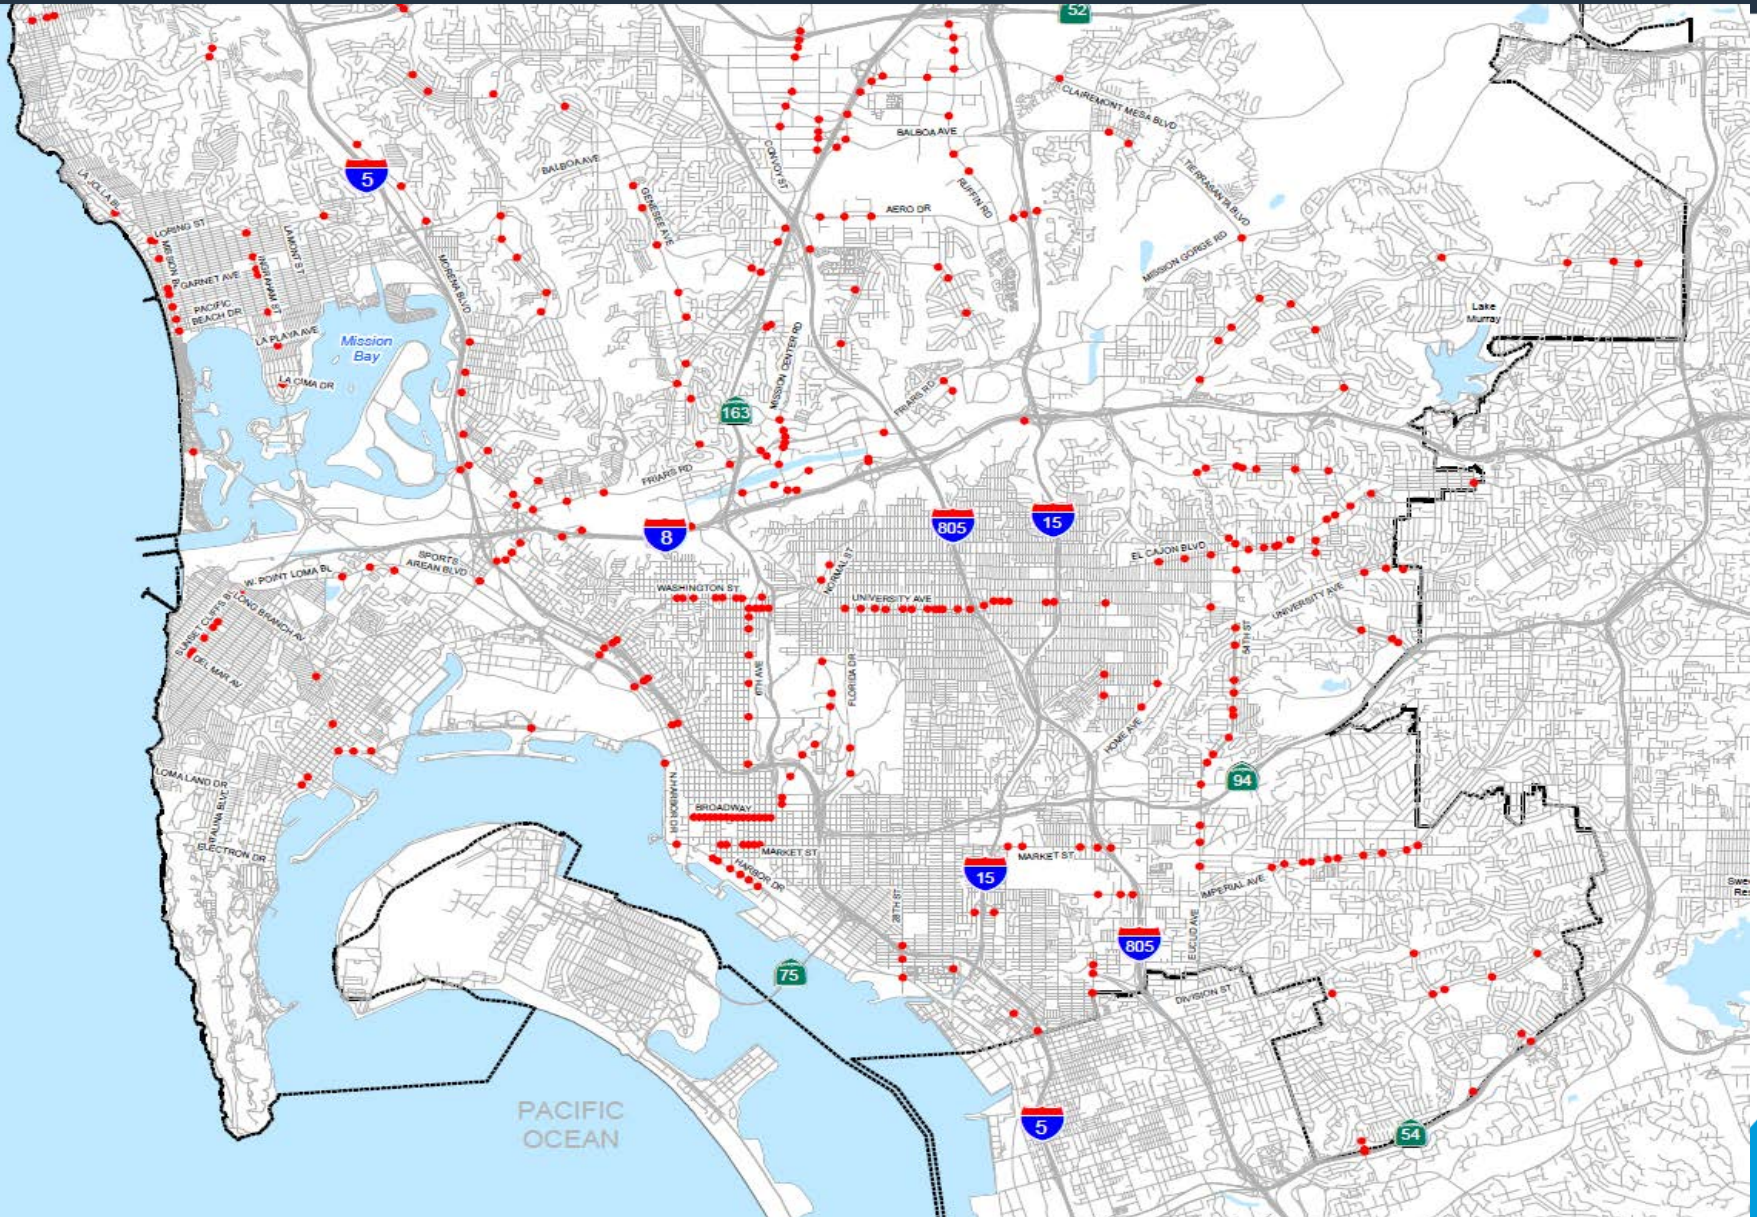 52
CLAIREMONT MESA BLVD
BALBOA AVE
CONVOY ST
BALBOA AVE
5
TIERRASANTA BLVD
LA JOLLA BL
GENESEE AVE
RUFFIN RD
AERO DR
LORING ST
LAMONT ST
MISSION B
MISSION GORGE RD
INGRAHAM ST
GARNET AVE
MORENA BLVD
PACIFIC
BEACH DR
Lake
Murray
LA PLAYA AVE
Mission
Bay
MISSION CENTER RD
LA CIMA DR
FRIARS RD
163
FRIARS RD
8
805
15
EL CAJON BLVD
SPORTS
AREAN BLVD
W. POINT LOMA BL
NORMAL ST
WASHINGTON ST
UNIVERSITY AVE
UNIVERSITY AVE
LONG BRANCH AV
SUNSET CLIFFS B
54TH ST
DEL MAR AV
6TH AVE
FLORIDA DR
HOME AVE
LOMA LAND DR
94
N HARBOR DR
CATALINA BLVD
BROADWAY
ELECTRON DR
MARKET ST
MARKET ST
HARBOR DR
15
IMPERIAL AVE
28TH ST
EUCLID AVE
805
75
DIVISION ST
PACIFIC
OCEAN
5
54